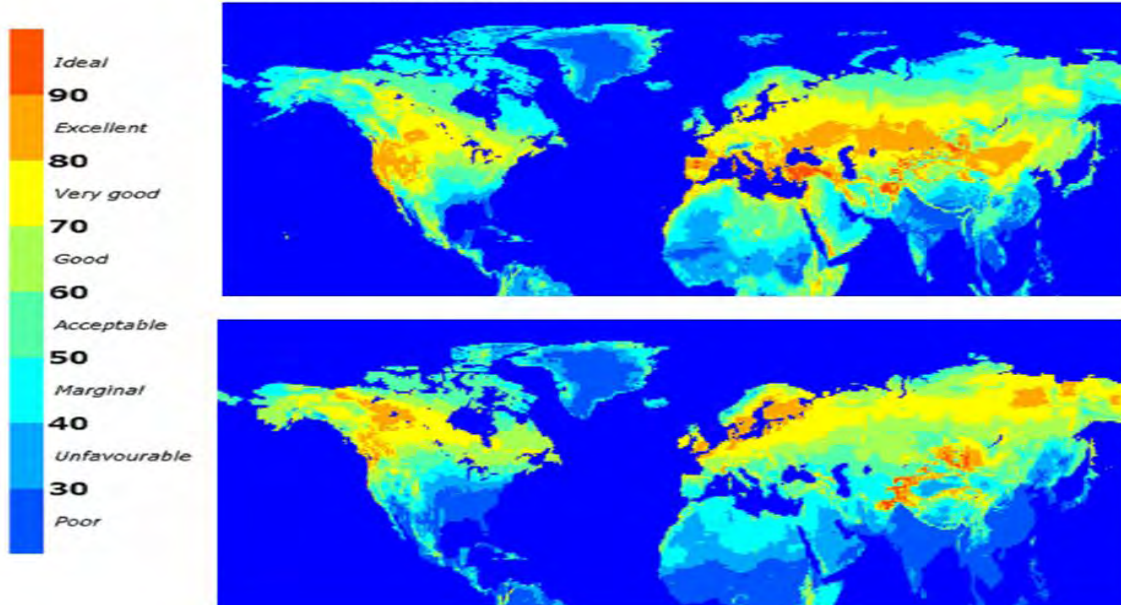 Ideal
90
Excellent
80
Very good
70
Good
60
Acceptable
50
Marginal
40
Unfavourable
30
Poor